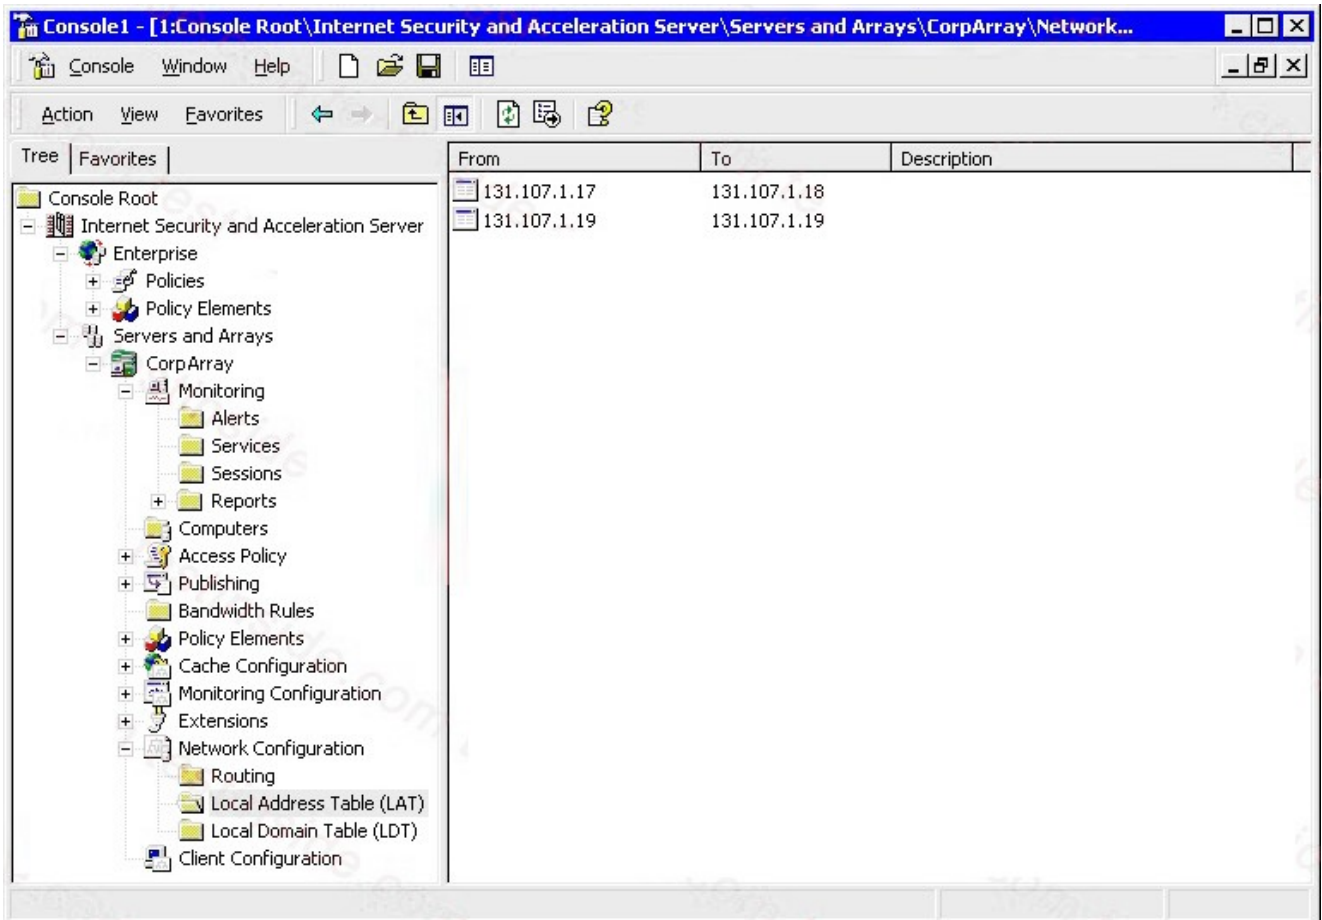 Console1 - [1:Console Root\Internet Security and Acceleration Server\Servers and Arrays\CorpArray\Network...
Console Window Help
Action View Favorites
Tree Favorites
From To Description
131.107.1.17 131.107.1.18
131.107.1.19 131.107.1.19
Console Root
Internet Security and Acceleration Server
Enterprise
Policies
Policy Elements
Servers and Arrays
CorpArray
Monitoring
Alerts
Services
Sessions
Reports
Computers
Access Policy
Publishing
Bandwidth Rules
Policy Elements
Cache Configuration
Monitoring Configuration
Extensions
Network Configuration
Routing
Local Address Table (LAT)
Local Domain Table (LDT)
Client Configuration